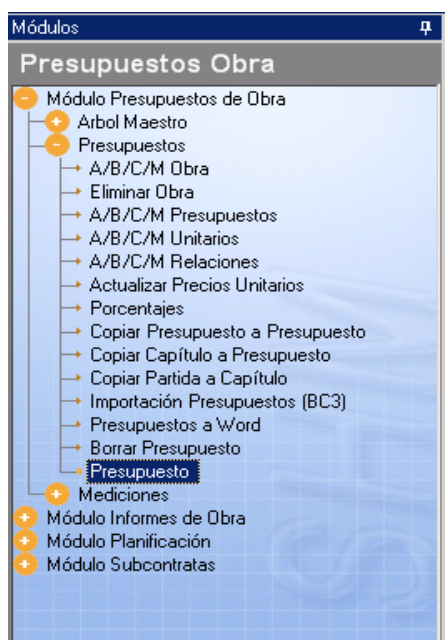 Módulos
Presupuestos Obra
Módulo Presupuestos de Obra
Arbol Maestro
Presupuestos
A/B/C/M Obra
Eliminar Obra
A/B/C/M Presupuestos
A/B/C/M Unitarios
A/B/C/M Relaciones
Actualizar Precios Unitarios
Porcentajes
Copiar Presupuesto a Presupuesto
Copiar Capítulo a Presupuesto
Copiar Partida a Capítulo
Importación Presupuestos (BC3)
Presupuestos a Word
Borrar Presupuesto
Presupuesto
Mediciones
Módulo Informes de Obra
Módulo Planificación
Módulo Subcontratas